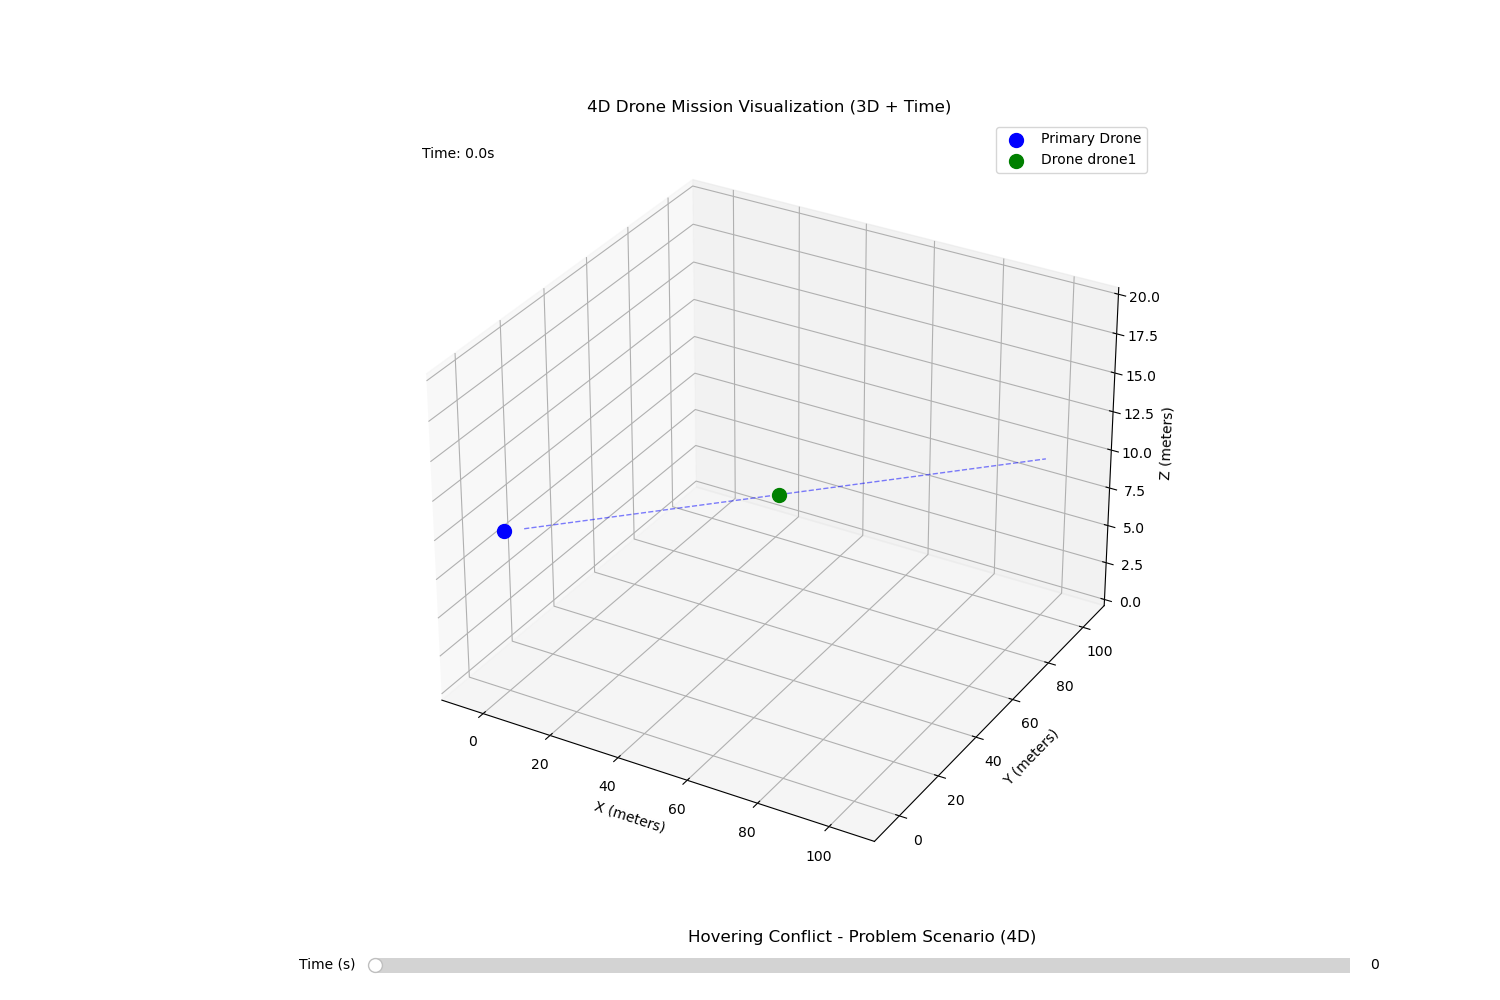 4D Drone Mission Visualization (3D + Time)
Time: 0.0s
Primary Drone
Drone drone1
20.0
17.5
15.0
12.5
10.0
7.5
5.0
2.5
0.0
Z (meters)
100
80
60
40
20
0
Y (meters)
0
20
40
60
80
100
X (meters)
Hovering Conflict - Problem Scenario (4D)
Time (s) 0